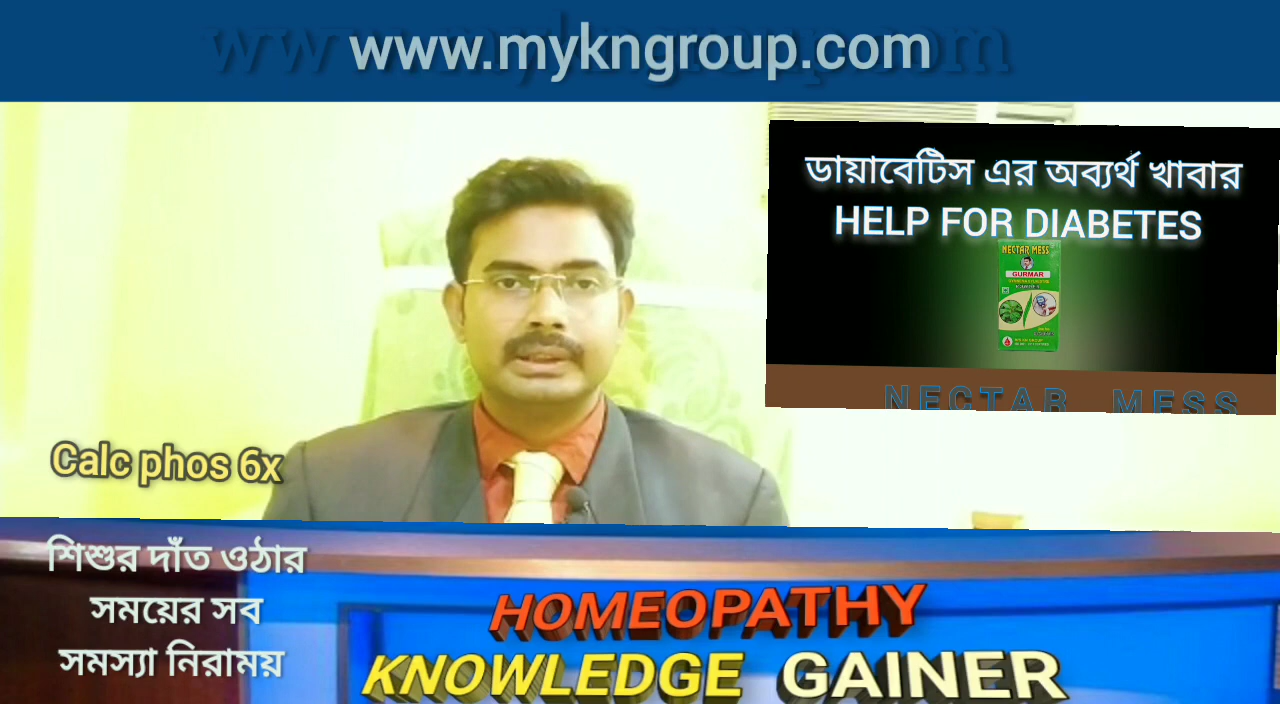 www.mykngroup.com
ডায়াবেটিস এর অব্যর্থ খাবার
HELP FOR DIABETES
NECTAR MESS
GURMAR
NECTAR MESS
Calc phos 6x
শিশুর দাঁত ওঠার
সময়ের সব
সমস্যা নিরাময়
HOMEOPATHY
KNOWLEDGE GAINER